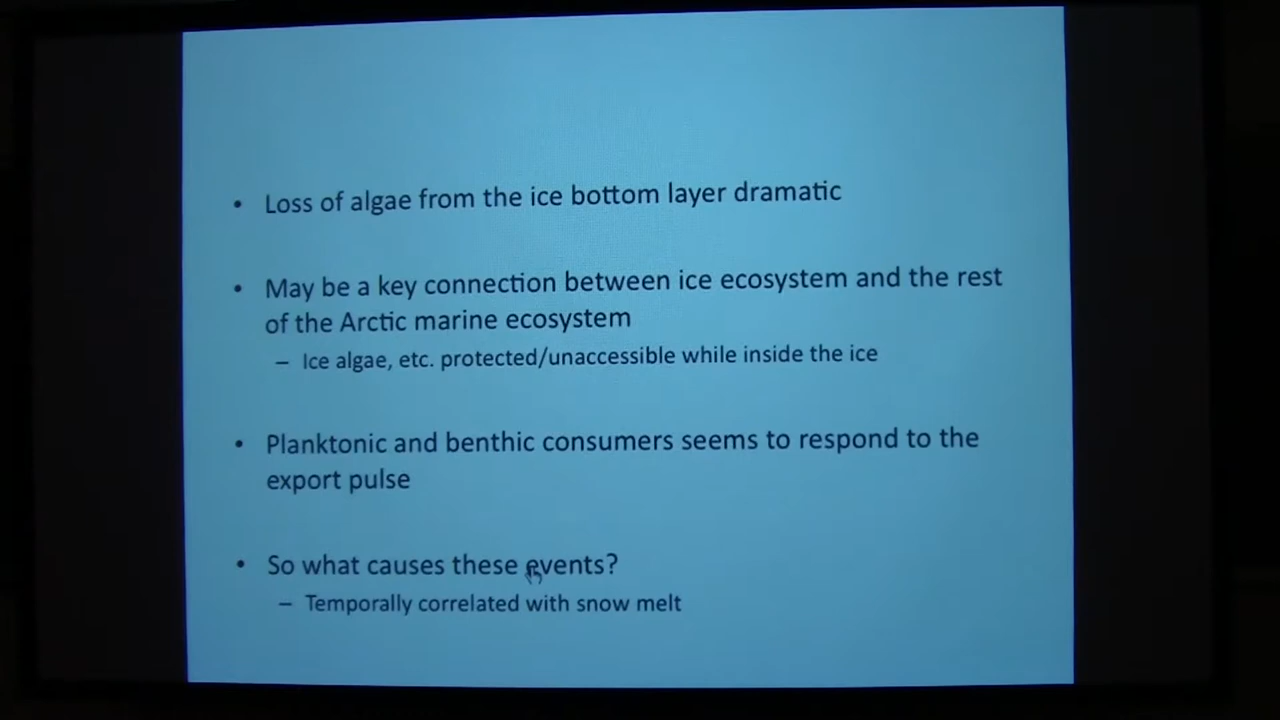 • Loss of algae from the ice bottom layer dramatic
• May be a key connection between ice ecosystem and the rest
of the Arctic marine ecosystem
– Ice algae, etc. protected/unaccessible while inside the ice
• Planktonic and benthic consumers seems to respond to the
export pulse
• So what causes these events?
– Temporally correlated with snow melt